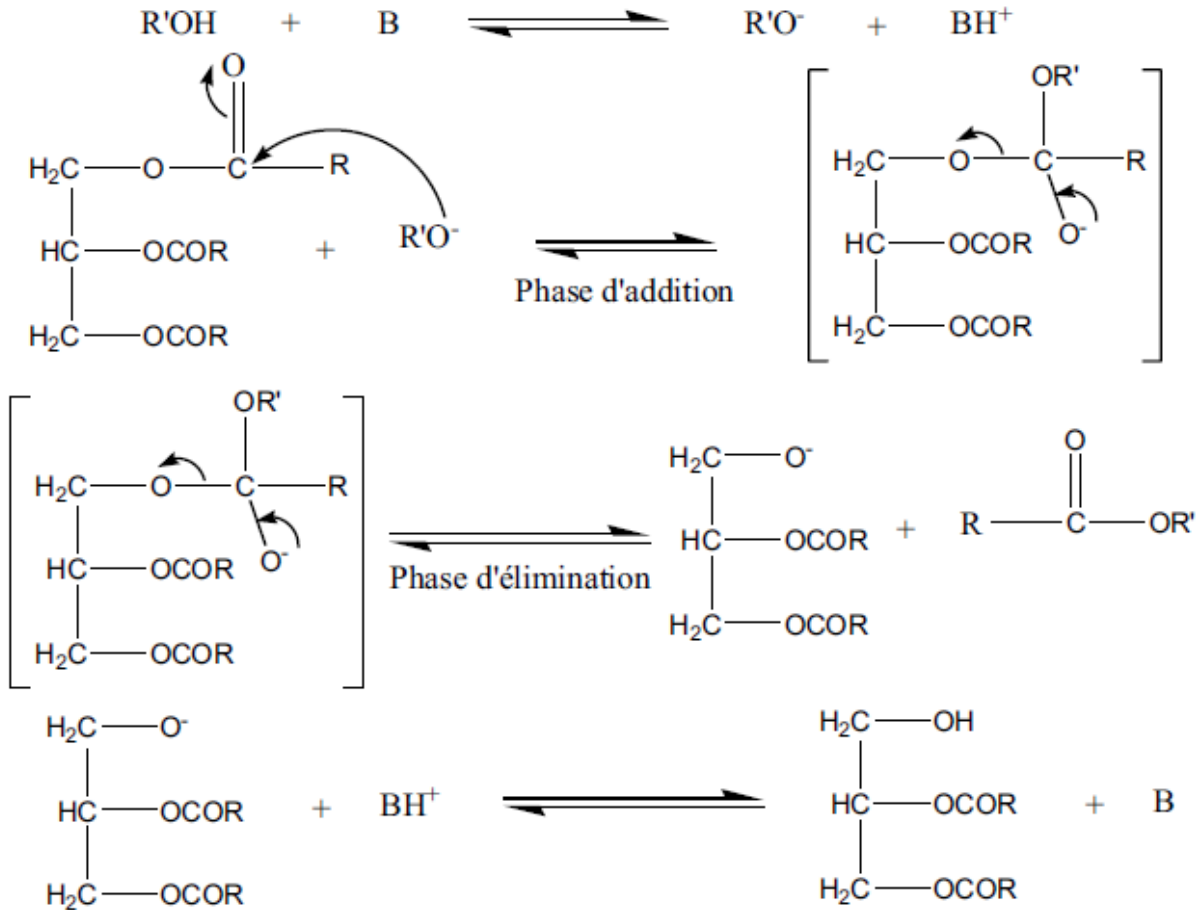 R'OH + B R'O⁻ + BH⁺
O
H₂C O C R
HC OCOR + R'O⁻
H₂C OCOR
Phase d'addition
OR'
H₂C O C R
O⁻
HC OCOR
H₂C OCOR
OR'
H₂C O C R
O⁻
HC OCOR
H₂C OCOR
Phase d'élimination
H₂C O⁻
HC OCOR +
H₂C OCOR
O
R C OR'
H₂C O⁻
HC OCOR + BH⁺
H₂C OCOR
H₂C OH
HC OCOR + B
H₂C OCOR